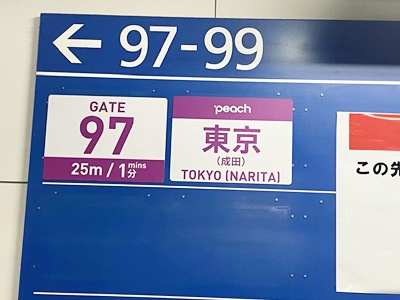 ← 97-99
GATE
97
25m / 1 mins 分
peach
東京
(成田)
TOKYO (NARITA)
この先